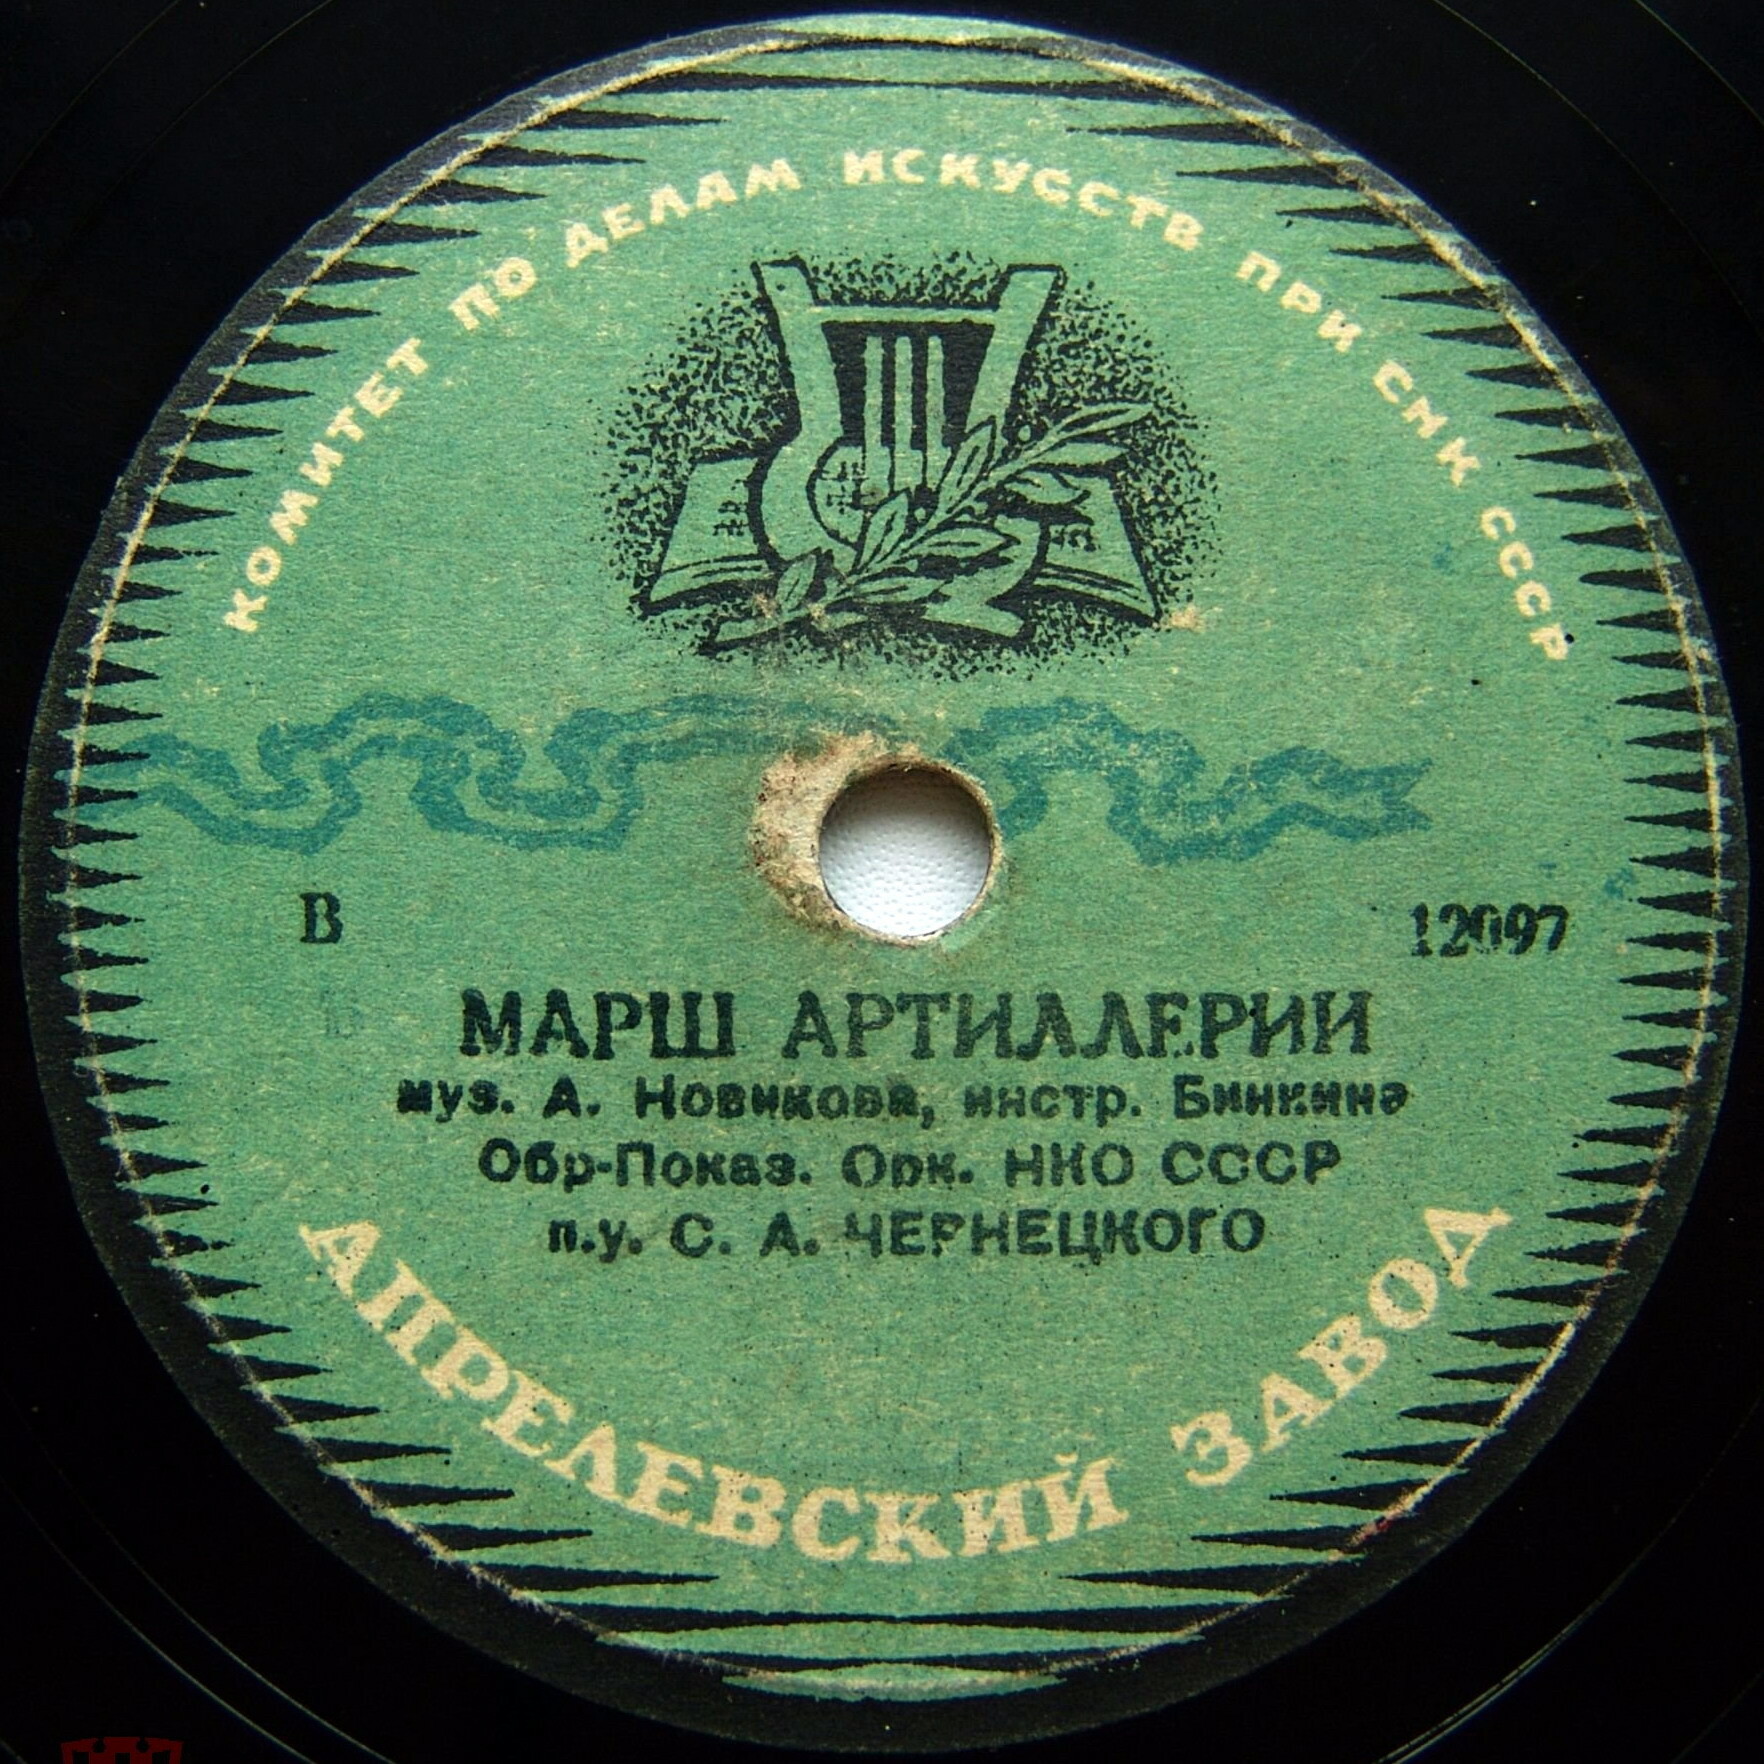 КОМИТЕТ ПО ДЕЛАМ ИСКУССТВ ПРИ СНК СССР
В 12097
МАРШ АРТИЛЛЕРИИ
муз. А. Новикова, инстр. Бинкина
Обр-Показ. Орк. НКО СССР
п.у. С. А. ЧЕРНЕЦКОГО
АПРЕЛЕВСКИЙ ЗАВОД